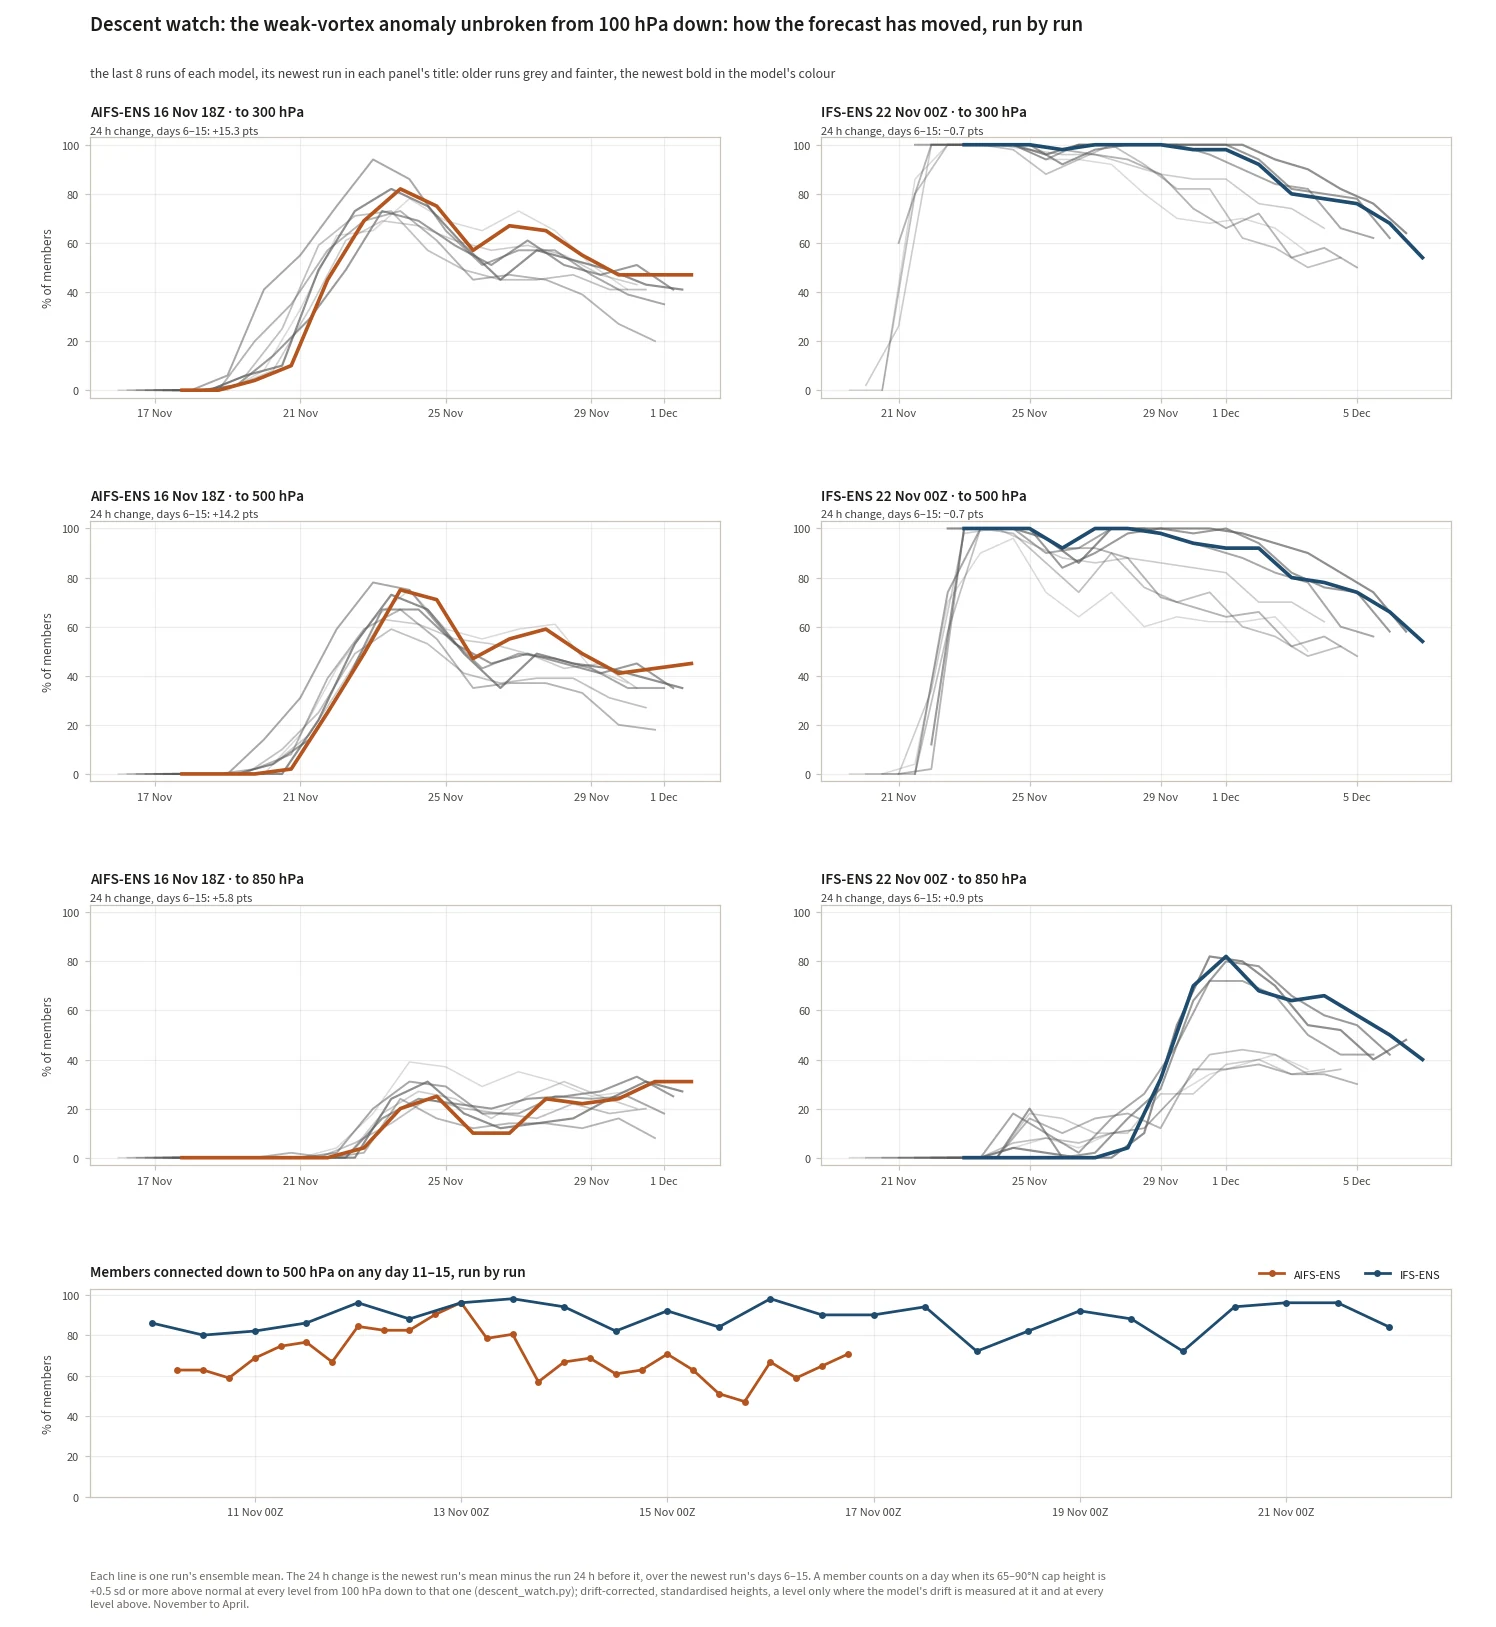 Descent watch: the weak-vortex anomaly unbroken from 100 hPa down: how the forecast has moved, run by run
the last 8 runs of each model, its newest run in each panel's title: older runs grey and fainter, the newest bold in the model's colour
AIFS-ENS 16 Nov 18Z · to 300 hPa
24 h change, days 6–15: +15.3 pts
100
80
60
40
20
0
% of members
17 Nov 21 Nov 25 Nov 29 Nov 1 Dec
IFS-ENS 22 Nov 00Z · to 300 hPa
24 h change, days 6–15: −0.7 pts
100
80
60
40
20
0
21 Nov 25 Nov 29 Nov 1 Dec 5 Dec
AIFS-ENS 16 Nov 18Z · to 500 hPa
24 h change, days 6–15: +14.2 pts
100
80
60
40
20
0
% of members
17 Nov 21 Nov 25 Nov 29 Nov 1 Dec
IFS-ENS 22 Nov 00Z · to 500 hPa
24 h change, days 6–15: −0.7 pts
100
80
60
40
20
0
21 Nov 25 Nov 29 Nov 1 Dec 5 Dec
AIFS-ENS 16 Nov 18Z · to 850 hPa
24 h change, days 6–15: +5.8 pts
100
80
60
40
20
0
% of members
17 Nov 21 Nov 25 Nov 29 Nov 1 Dec
IFS-ENS 22 Nov 00Z · to 850 hPa
24 h change, days 6–15: +0.9 pts
100
80
60
40
20
0
21 Nov 25 Nov 29 Nov 1 Dec 5 Dec
Members connected down to 500 hPa on any day 11–15, run by run
AIFS-ENS IFS-ENS
100
80
60
40
20
0
% of members
11 Nov 00Z 13 Nov 00Z 15 Nov 00Z 17 Nov 00Z 19 Nov 00Z 21 Nov 00Z
Each line is one run's ensemble mean. The 24 h change is the newest run's mean minus the run 24 h before it, over the newest run's days 6–15. A member counts on a day when its 65–90°N cap height is
+0.5 sd or more above normal at every level from 100 hPa down to that one (descent_watch.py); drift-corrected, standardised heights, a level only where the model's drift is measured at it and at every
level above. November to April.